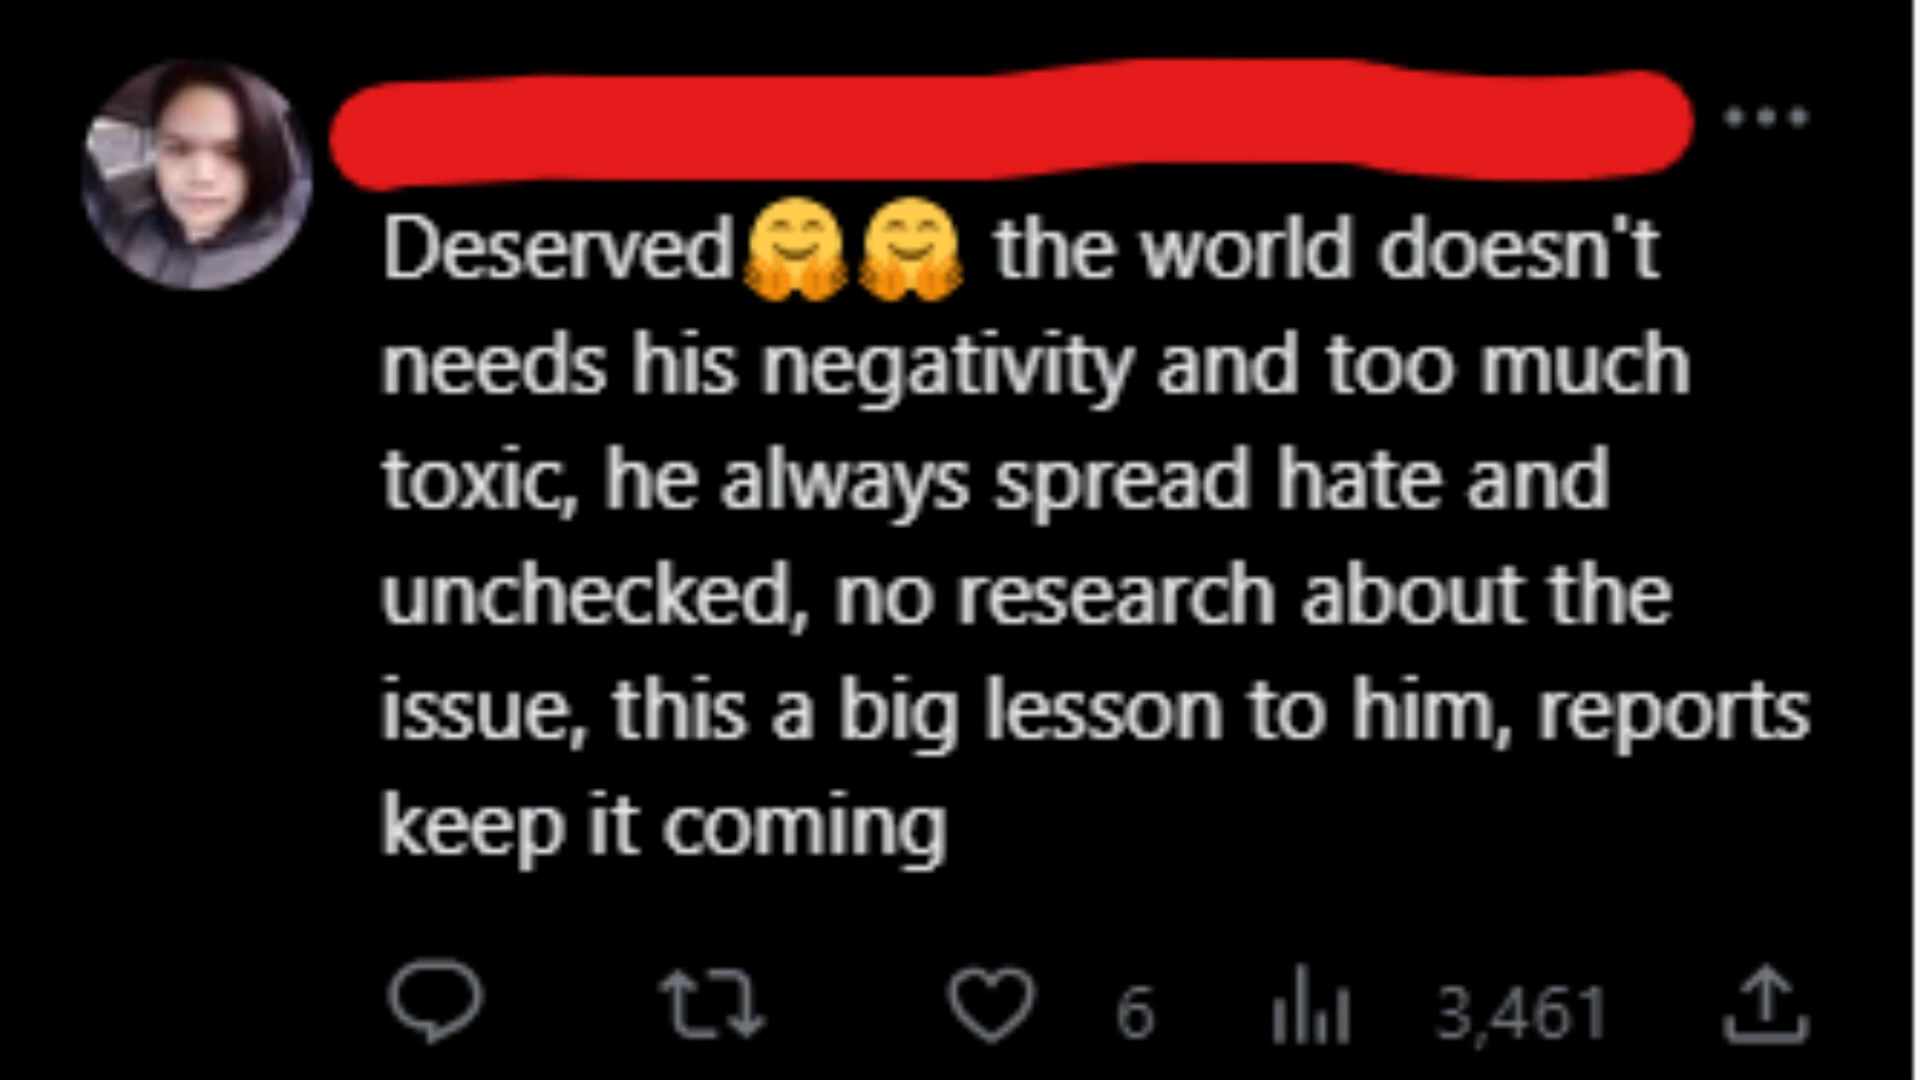 Deserved🤗🤗 the world doesn't
needs his negativity and too much
toxic, he always spread hate and
unchecked, no research about the
issue, this a big lesson to him, reports
keep it coming
6 3,461